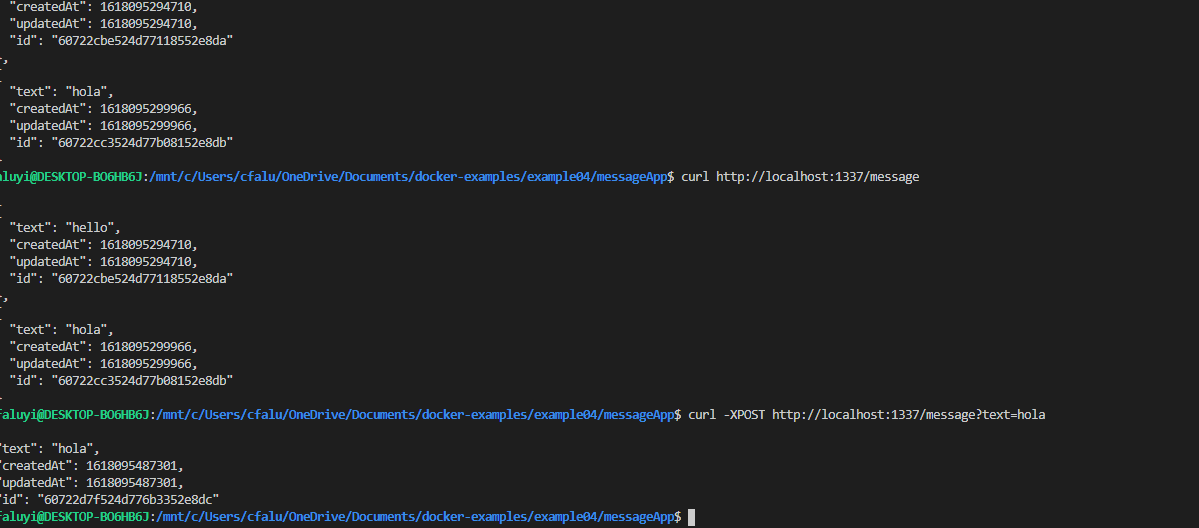 "createdAt": 1618095294710,
"updatedAt": 1618095294710,
"id": "60722cbe524d77118552e8da"
,
"text": "hola",
"createdAt": 1618095299966,
"updatedAt": 1618095299966,
"id": "60722cc3524d77b08152e8db"
aluyi@DESKTOP-BO6HB6J:/mnt/c/Users/cfalu/OneDrive/Documents/docker-examples/example04/messageApp$ curl http://localhost:1337/message
"text": "hello",
"createdAt": 1618095294710,
"updatedAt": 1618095294710,
"id": "60722cbe524d77118552e8da"
,
"text": "hola",
"createdAt": 1618095299966,
"updatedAt": 1618095299966,
"id": "60722cc3524d77b08152e8db"
faluyi@DESKTOP-BO6HB6J:/mnt/c/Users/cfalu/OneDrive/Documents/docker-examples/example04/messageApp$ curl -XPOST http://localhost:1337/message?text=hola
"text": "hola",
"createdAt": 1618095487301,
"updatedAt": 1618095487301,
"id": "60722d7f524d776b3352e8dc"
faluyi@DESKTOP-BO6HB6J:/mnt/c/Users/cfalu/OneDrive/Documents/docker-examples/example04/messageApp$